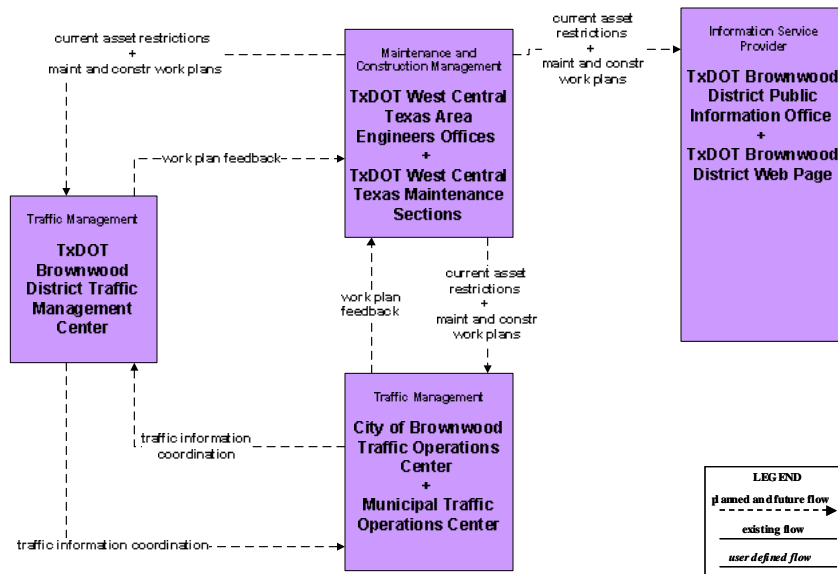 current asset restrictions
+
maint and constr work plans
Maintenance and
Construction Management
TxDOT West Central
Texas Area
Engineers Offices
+
TxDOT West Central
Texas Maintenance
Sections
current asset
restrictions
+
maint and constr
work plans
Information Service
Provider
TxDOT Brownwood
District Public
Information Office
+
TxDOT Brownwood
District Web Page
work plan feedback
Traffic Management
TxDOT
Brownwood
District Traffic
Management
Center
work plan
feedback
current asset
restrictions
+
maint and constr
work plans
Traffic Management
City of Brownwood
Traffic Operations
Center
+
Municipal Traffic
Operations Center
traffic information
coordination
traffic information coordination
LEGEND
planned and future flow
existing flow
user defined flow